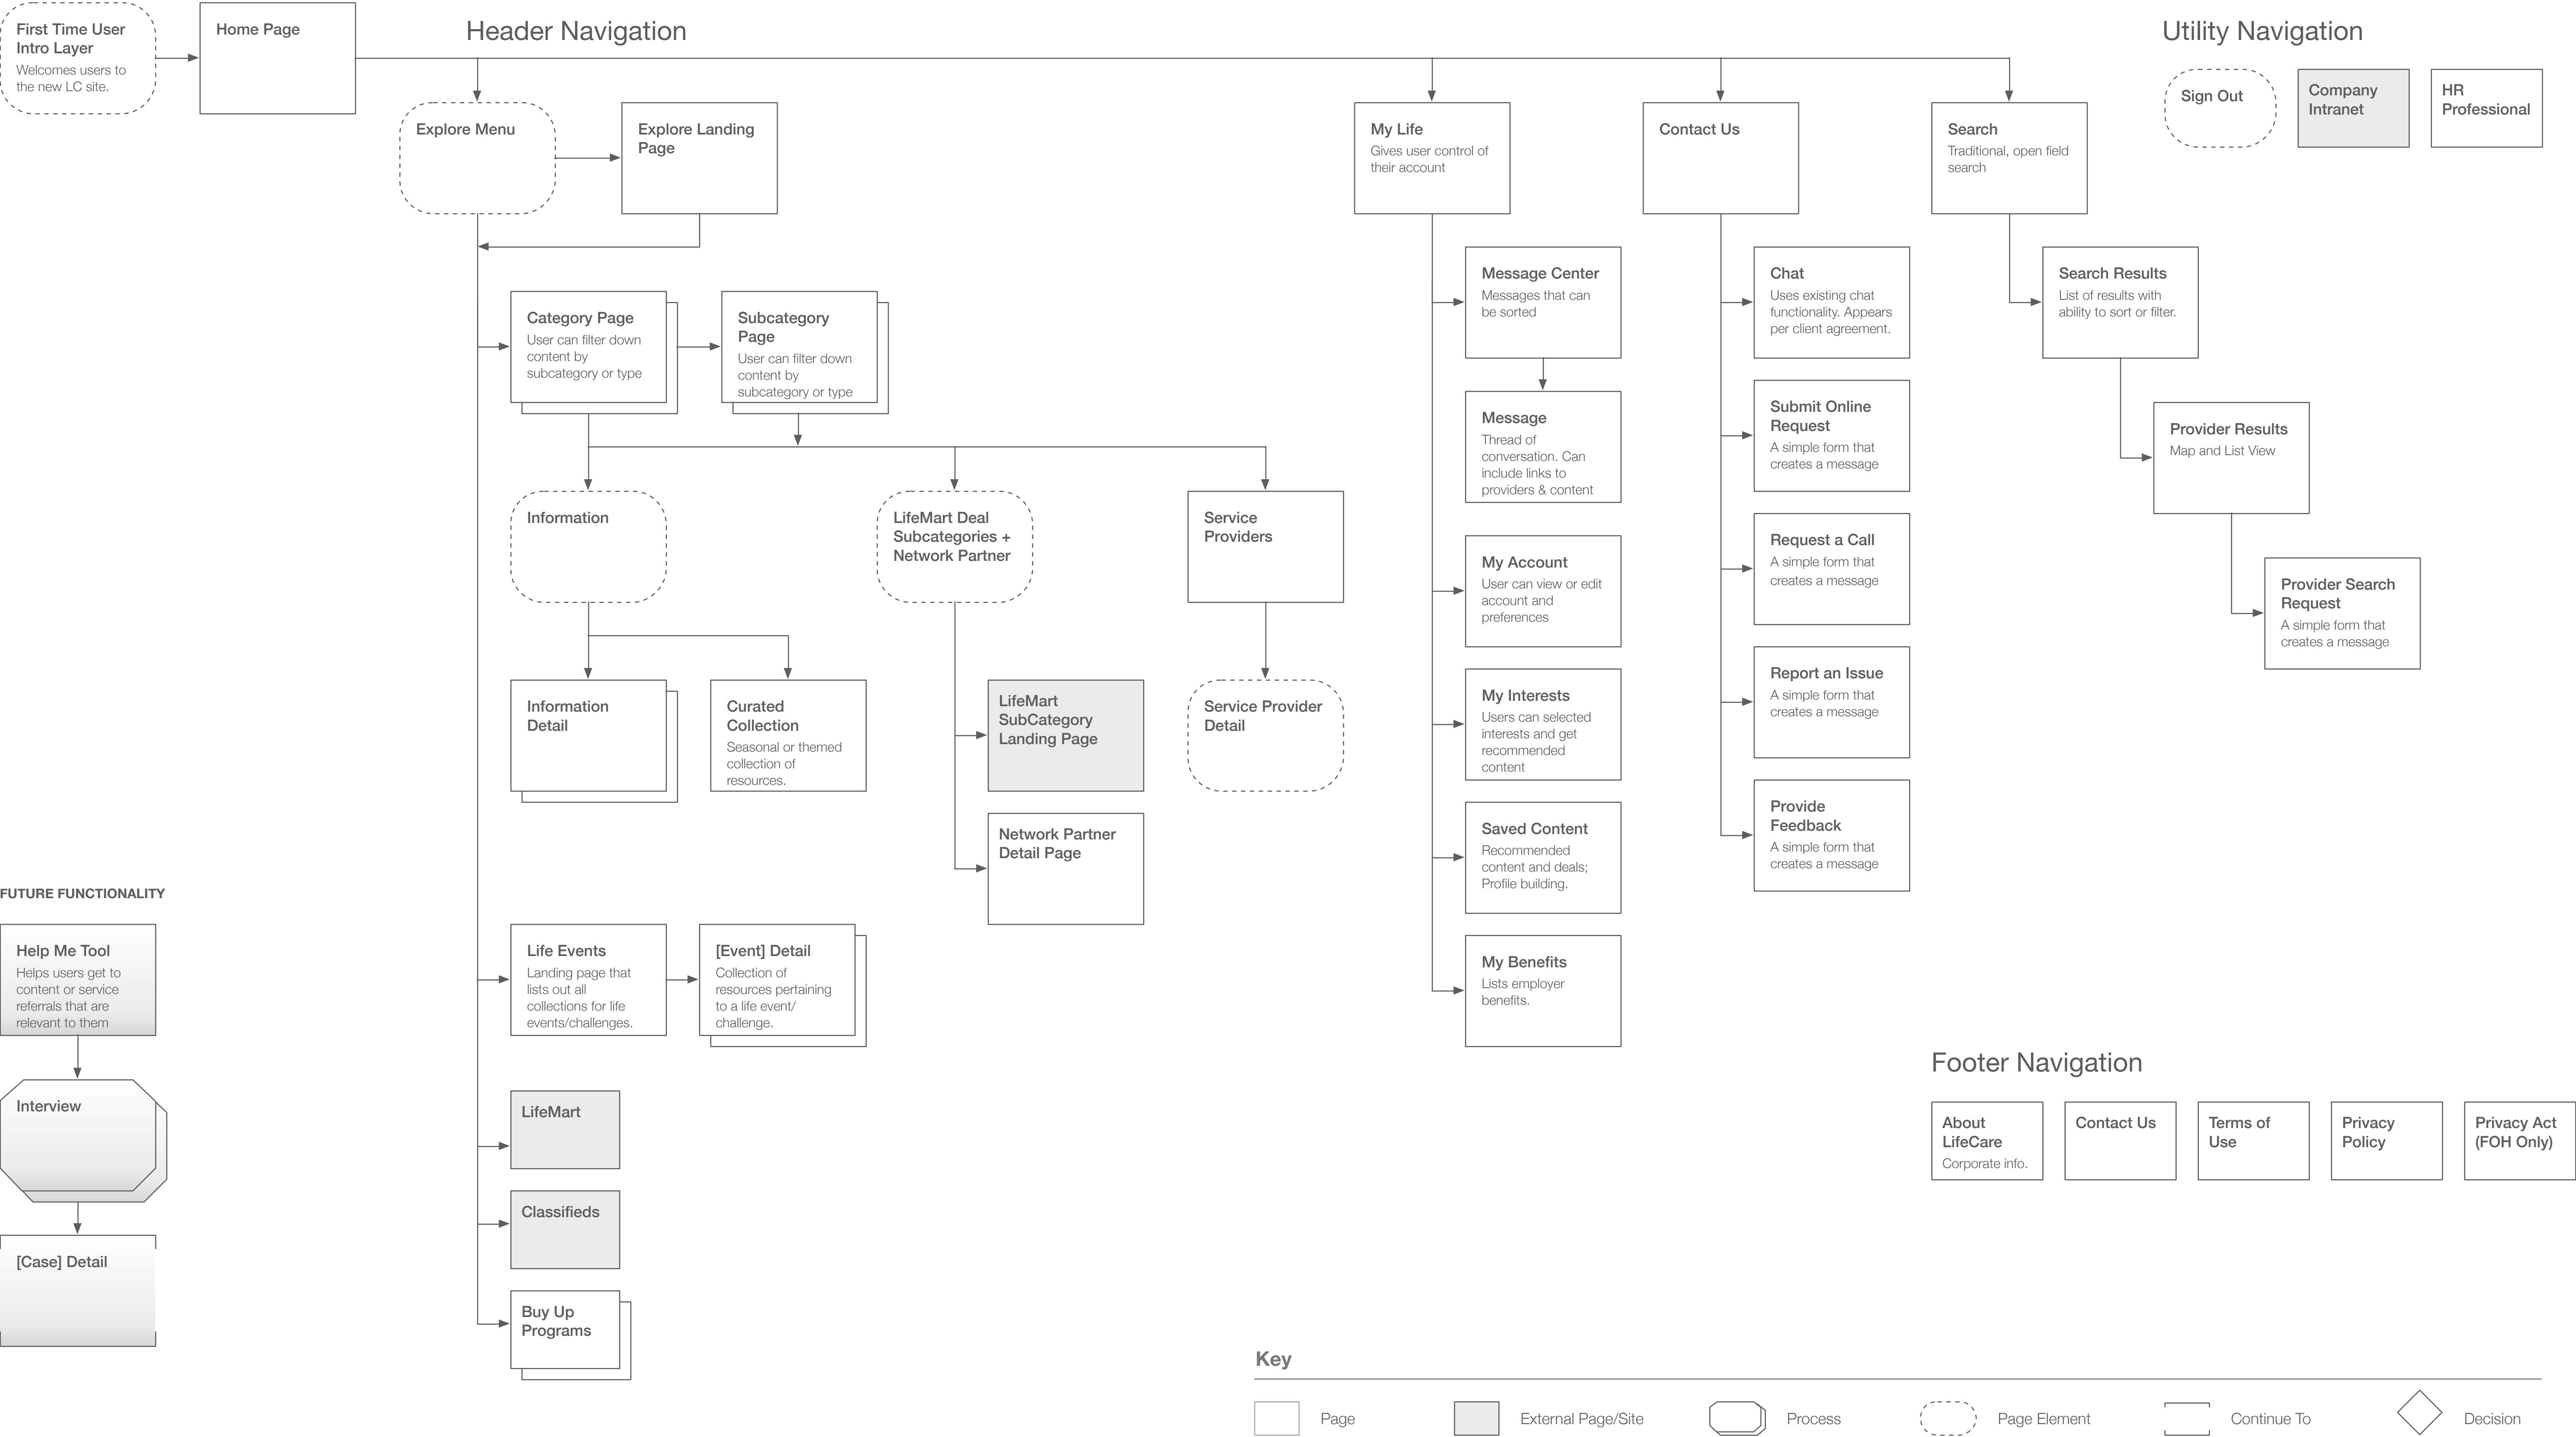 First Time User
Intro Layer
Welcomes users to
the new LC site.
Home Page
Header Navigation
Utility Navigation
Sign Out
Company
Intranet
HR
Professional
Explore Menu
Explore Landing
Page
My Life
Gives user control of
their account
Contact Us
Search
Traditional, open field
search
Category Page
User can filter down
content by
subcategory or type
Subcategory
Page
User can filter down
content by
subcategory or type
Information
LifeMart Deal
Subcategories +
Network Partner
Service
Providers
Information
Detail
Curated
Collection
Seasonal or themed
collection of
resources.
LifeMart
SubCategory
Landing Page
Service Provider
Detail
Network Partner
Detail Page
Life Events
Landing page that
lists out all
collections for life
events/challenges.
[Event] Detail
Collection of
resources pertaining
to a life event/
challenge.
LifeMart
Classifieds
Buy Up
Programs
Message Center
Messages that can
be sorted
Message
Thread of
conversation. Can
include links to
providers & content
My Account
User can view or edit
account and
preferences
My Interests
Users can selected
interests and get
recommended
content
Saved Content
Recommended
content and deals;
Profile building.
My Benefits
Lists employer
benefits.
Chat
Uses existing chat
functionality. Appears
per client agreement.
Submit Online
Request
A simple form that
creates a message
Request a Call
A simple form that
creates a message
Report an Issue
A simple form that
creates a message
Provide
Feedback
A simple form that
creates a message
Search Results
List of results with
ability to sort or filter.
Provider Results
Map and List View
Provider Search
Request
A simple form that
creates a message
FUTURE FUNCTIONALITY
Help Me Tool
Helps users get to
content or service
referrals that are
relevant to them
Interview
[Case] Detail
Footer Navigation
About
LifeCare
Corporate info.
Contact Us
Terms of
Use
Privacy
Policy
Privacy Act
(FOH Only)
Key
Page
External Page/Site
Process
Page Element
Continue To
Decision